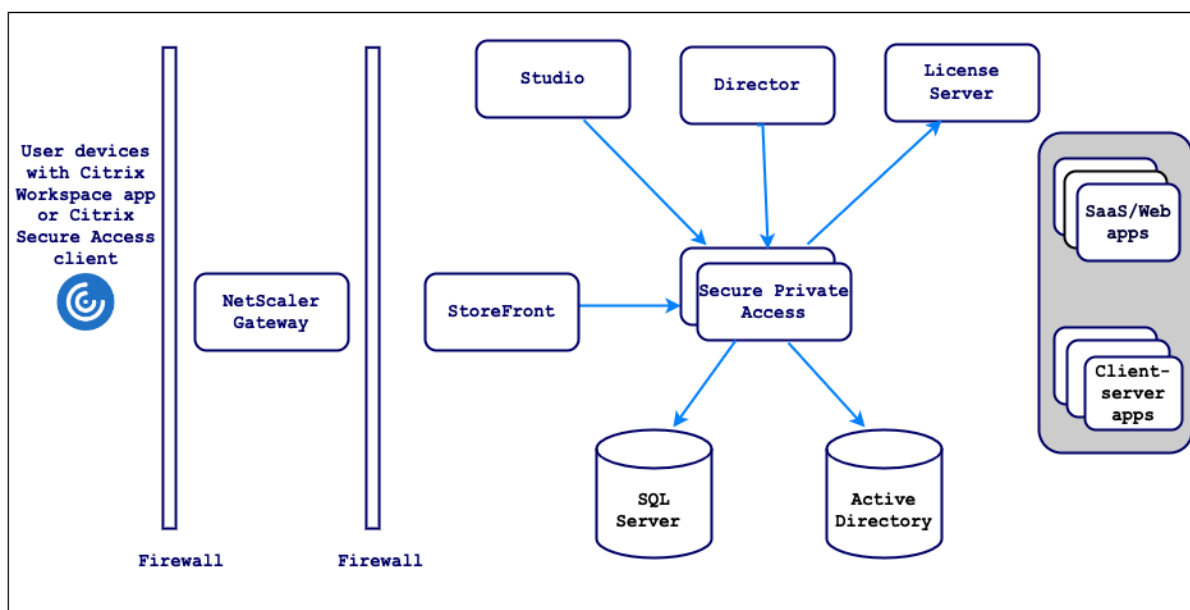 User devices
with Citrix
Workspace app
or Citrix
Secure Access
client
Firewall
NetScaler
Gateway
Firewall
Studio
Director
License
Server
StoreFront
Secure Private
Access
SQL
Server
Active
Directory
SaaS/Web
apps
Client-
server
apps